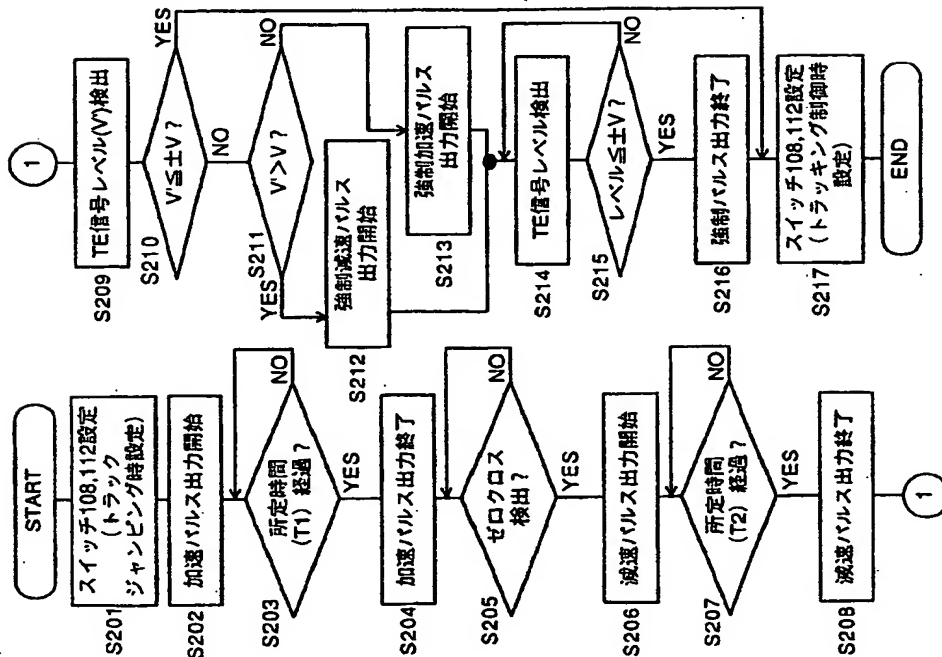 START
スイッチ108,112設定
(トラック
ジャンピング時設定)
S201
加速パルス出力開始
S202
所定時間
(T1) 経過?
NO
S203
YES
加速パルス出力終了
S204
ゼロクロス
検出?
NO
S205
YES
減速パルス出力開始
S206
所定時間
(T2) 経過?
NO
S207
YES
減速パルス出力終了
S208
1
1
TE信号レベル(V')検出
S209
V'≦±V ?
YES
S210
NO
V'>V ?
NO
S211
YES
強制減速パルス
出力開始
S212
強制加速パルス
出力開始
S213
TE信号レベル検出
S214
レベル≦±V ?
NO
S215
YES
強制パルス出力終了
S216
スイッチ108,112設定
(トラッキング制御時
設定)
S217
END